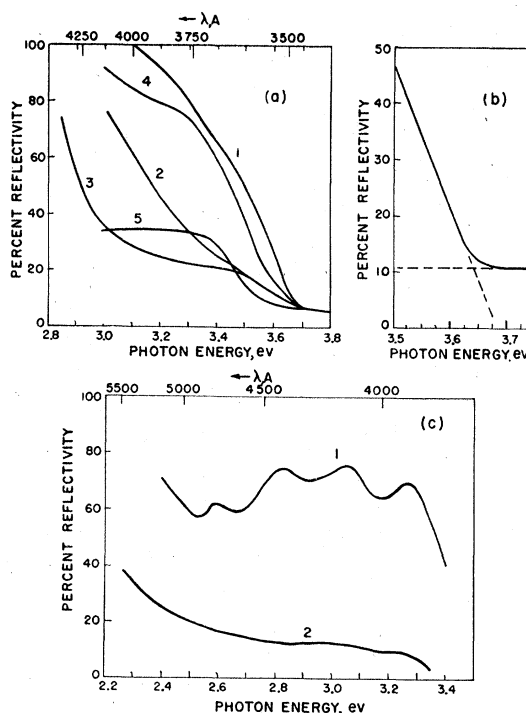 ← λ,A
4250 4000 3750 3500
PERCENT REFLECTIVITY
100
80
60
40
20
0
(a)
4
1
2
3
5
2.8 3.0 3.2 3.4 3.6 3.8
PHOTON ENERGY, ev
PERCENT REFLECTIVITY
50
40
30
20
10
0
(b)
3.5 3.6 3.7
PHOTON ENERGY, ev
← λ,A
5500 5000 4500 4000
PERCENT REFLECTIVITY
100
80
60
40
20
0
(c)
1
2
2.2 2.4 2.6 2.8 3.0 3.2 3.4
PHOTON ENERGY, ev